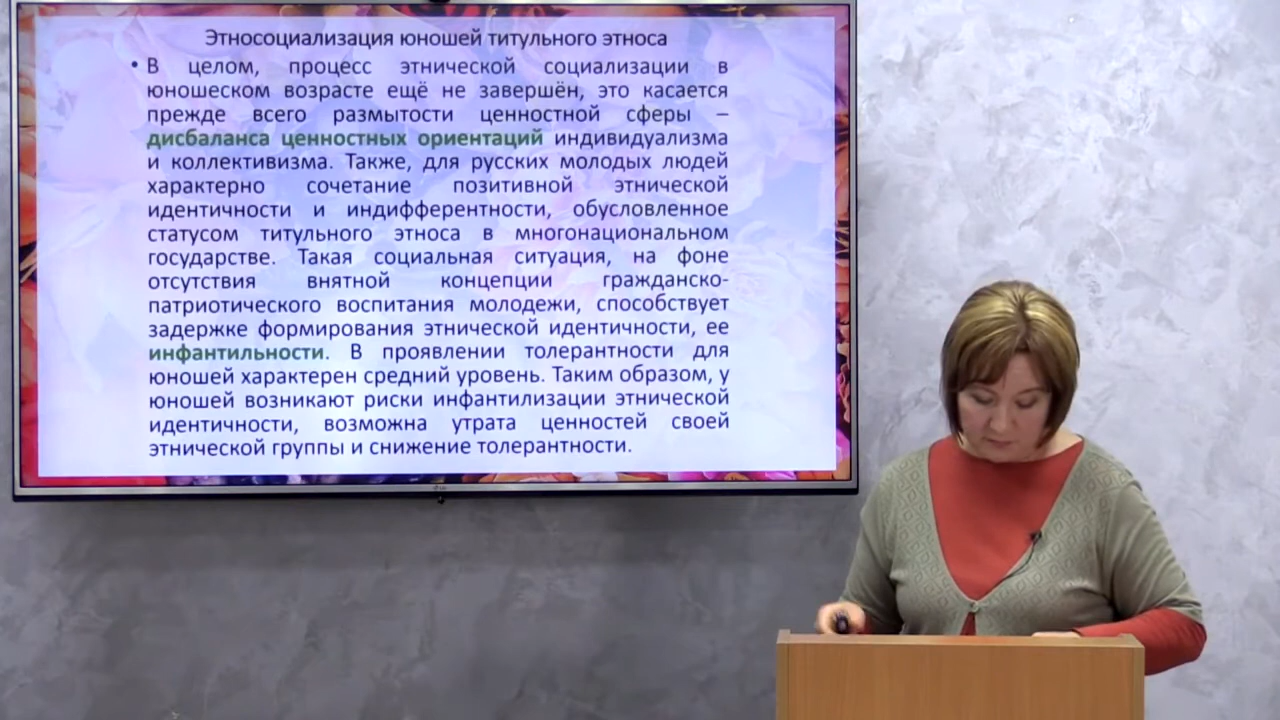 Этносоциализация юношей титульного этноса
• В целом, процесс этнической социализации в
юношеском возрасте ещё не завершён, это касается
прежде всего размытости ценностной сферы –
дисбаланса ценностных ориентаций индивидуализма
и коллективизма. Также, для русских молодых людей
характерно сочетание позитивной этнической
идентичности и индифферентности, обусловленное
статусом титульного этноса в многонациональном
государстве. Такая социальная ситуация, на фоне
отсутствия внятной концепции гражданско-
патриотического воспитания молодежи, способствует
задержке формирования этнической идентичности, ее
инфантильности. В проявлении толерантности для
юношей характерен средний уровень. Таким образом, у
юношей возникают риски инфантилизации этнической
идентичности, возможна утрата ценностей своей
этнической группы и снижение толерантности.